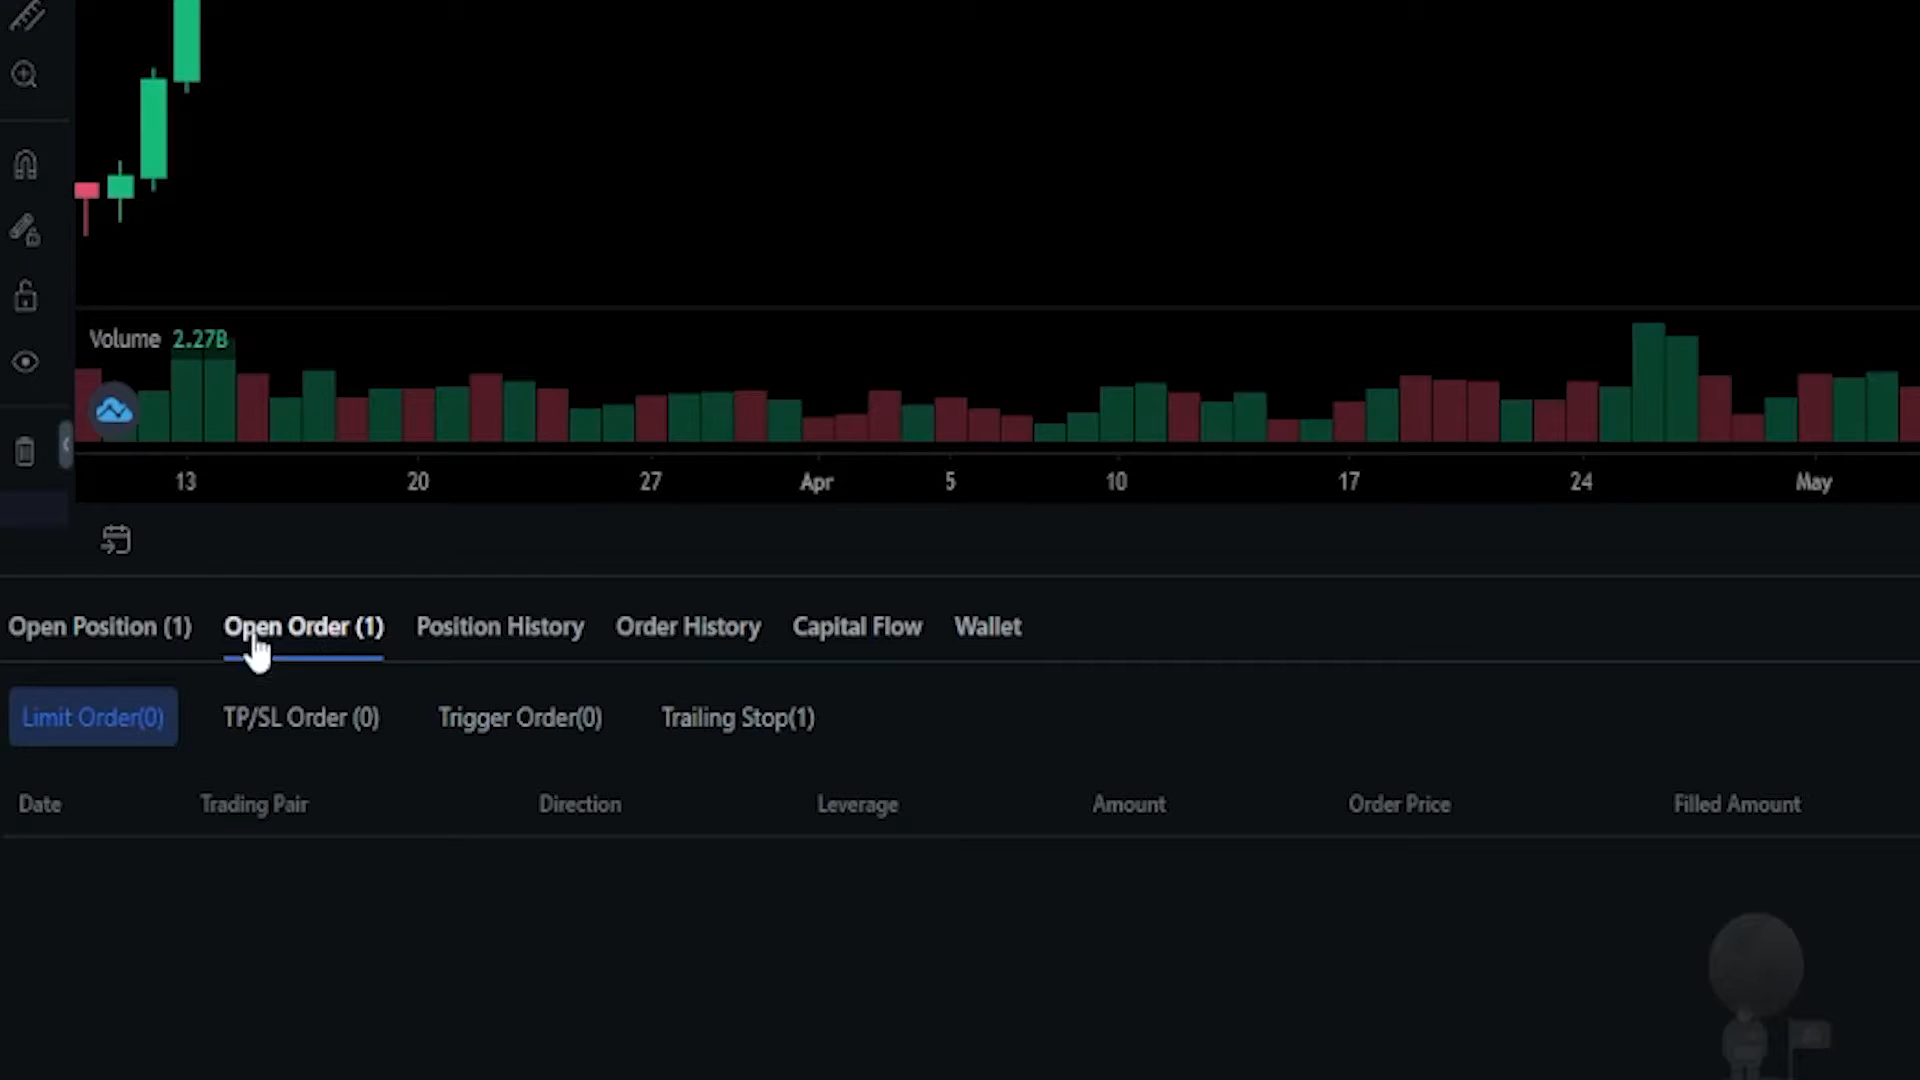 Volume 2.27B
13 20 27 Apr 5 10 17 24 May
Open Position (1) Open Order (1) Position History Order History Capital Flow Wallet
Limit Order(0) TP/SL Order (0) Trigger Order(0) Trailing Stop(1)
Date Trading Pair Direction Leverage Amount Order Price Filled Amount